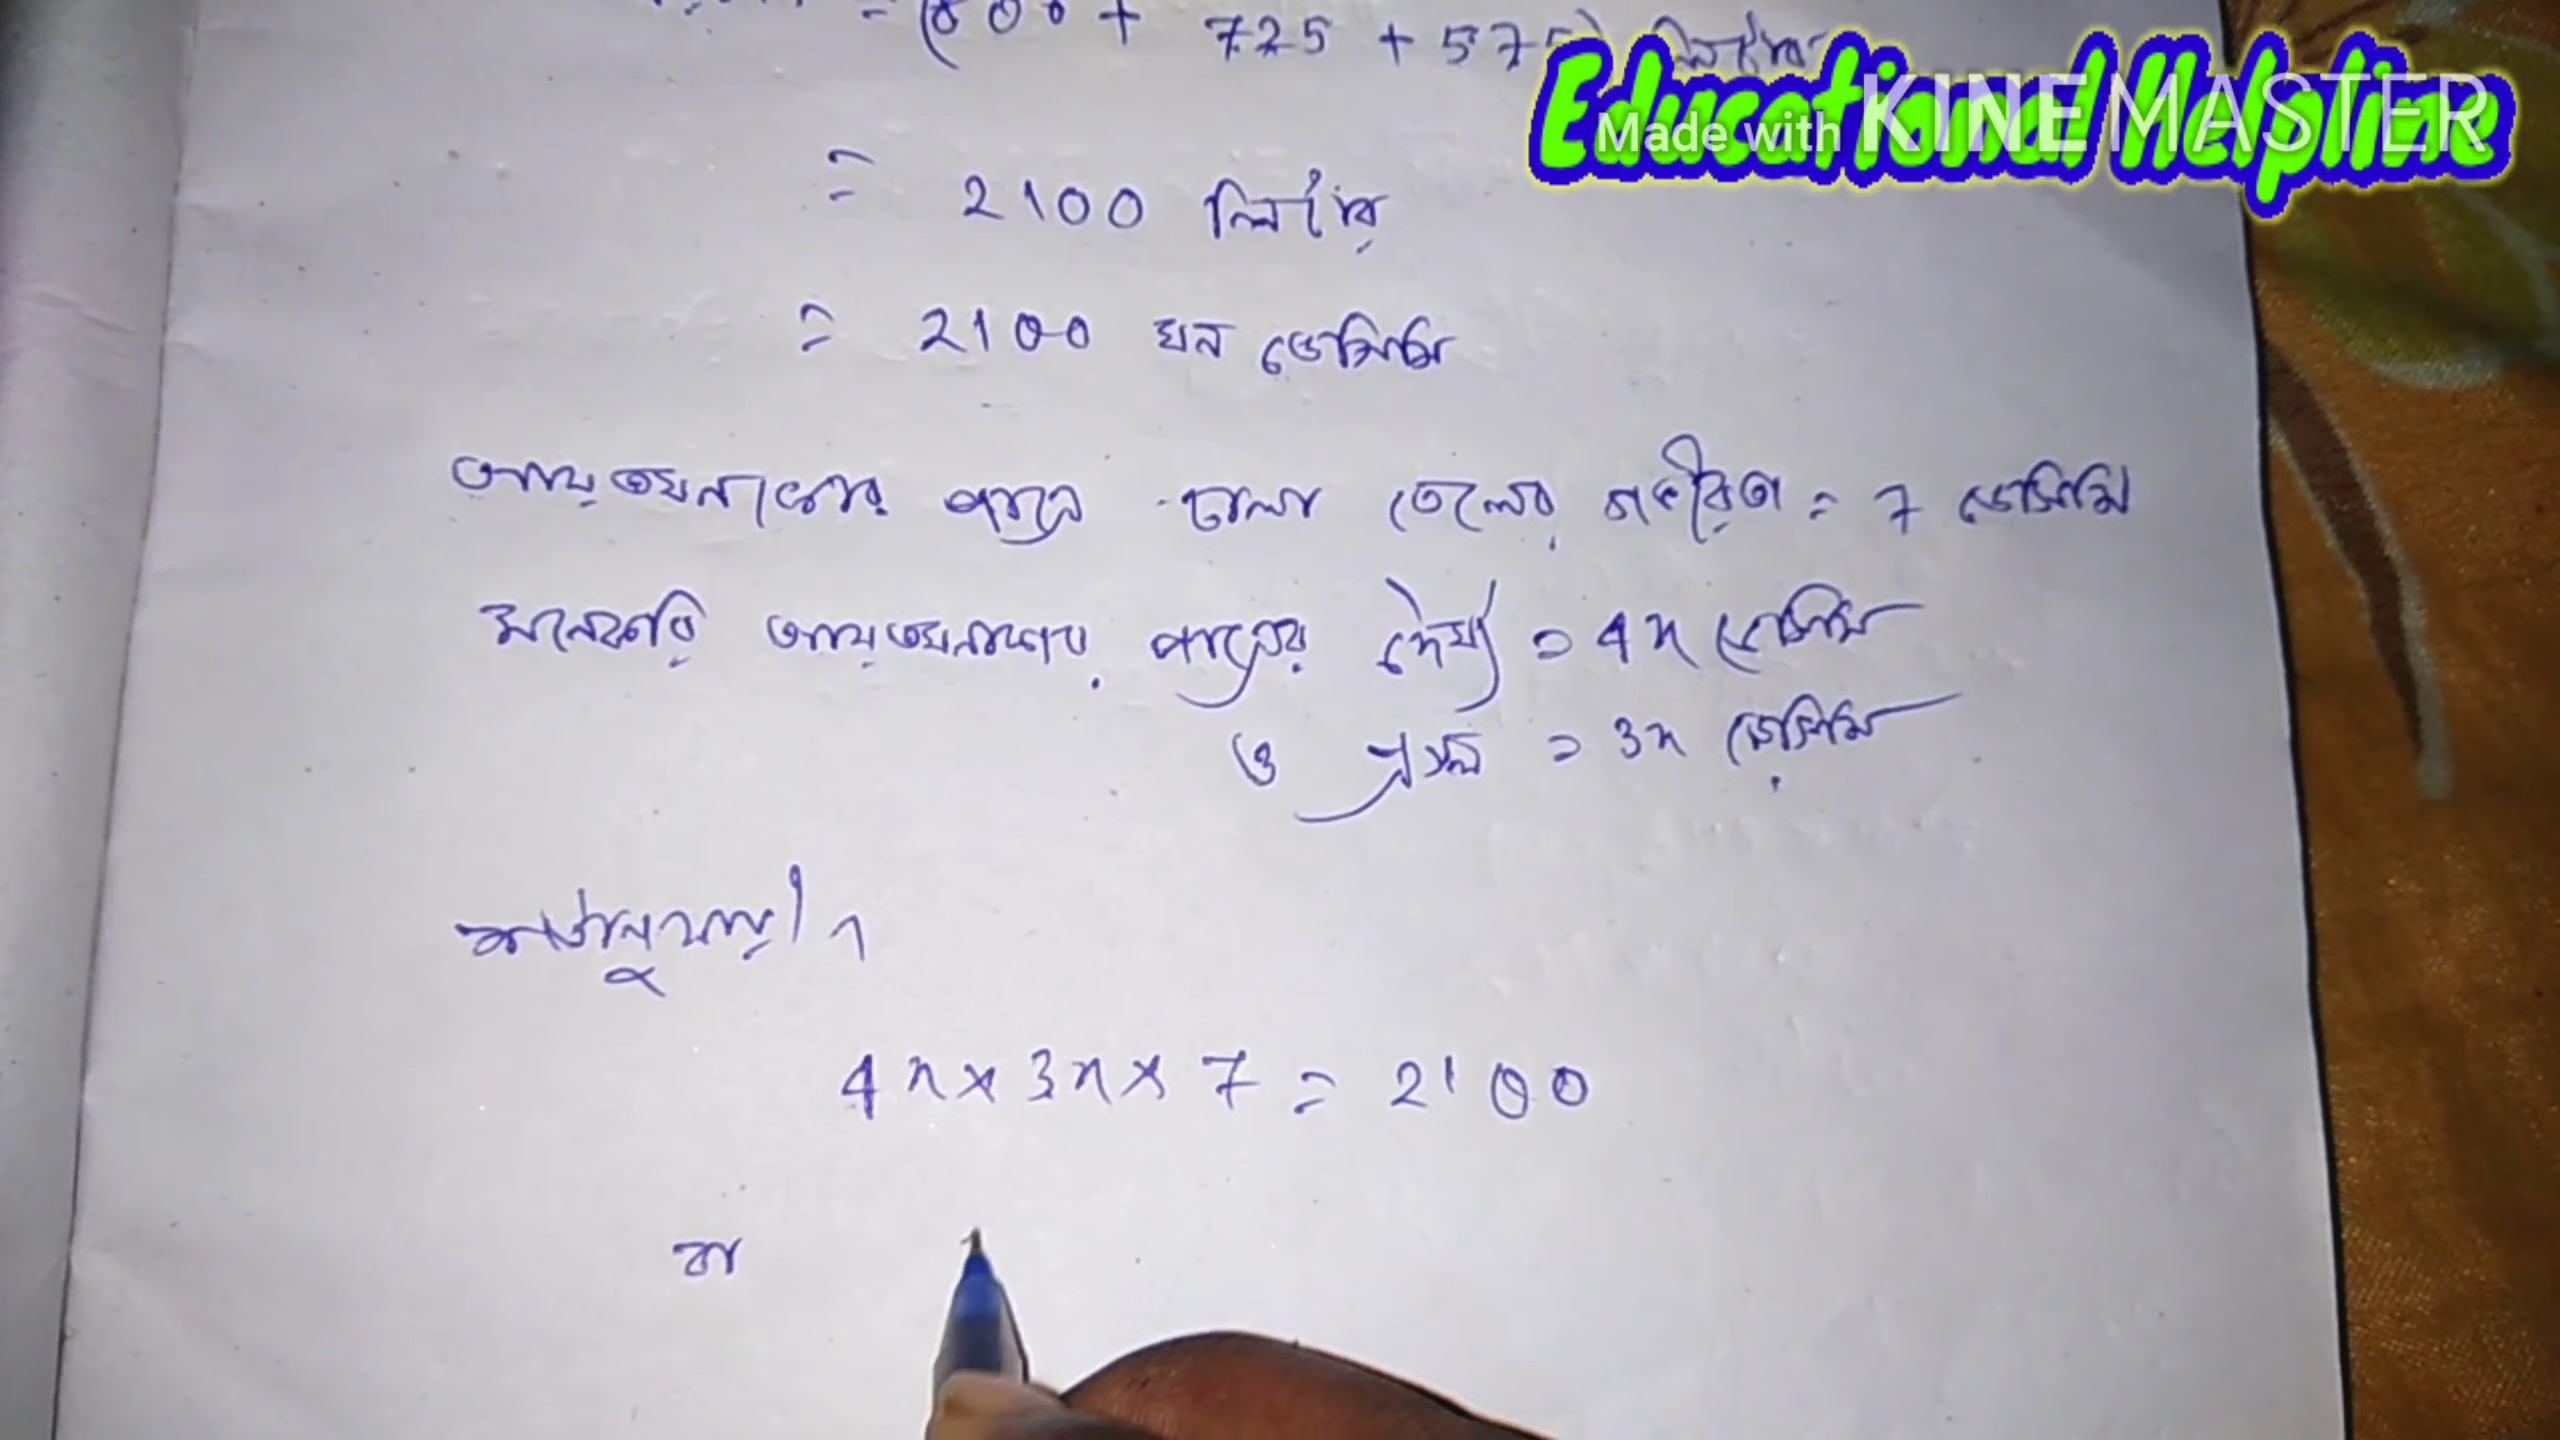 = (800 + 725 + 575) লিটার
Educational Helpline
Made with KINEMASTER
= 2100 লিটার
= 2100 ঘন ডেসিমি
আয়তঘনাকার পাত্রে ঢালা তেলের গভীরতা = 7 ডেসিমি
মনেকরি আয়তঘনাকার পাত্রের দৈর্ঘ্য = 4x ডেসিমি
ও প্রস্থ = 3x ডেসিমি
শর্তানুযায়ী,
4x × 3x × 7 = 2100
বা